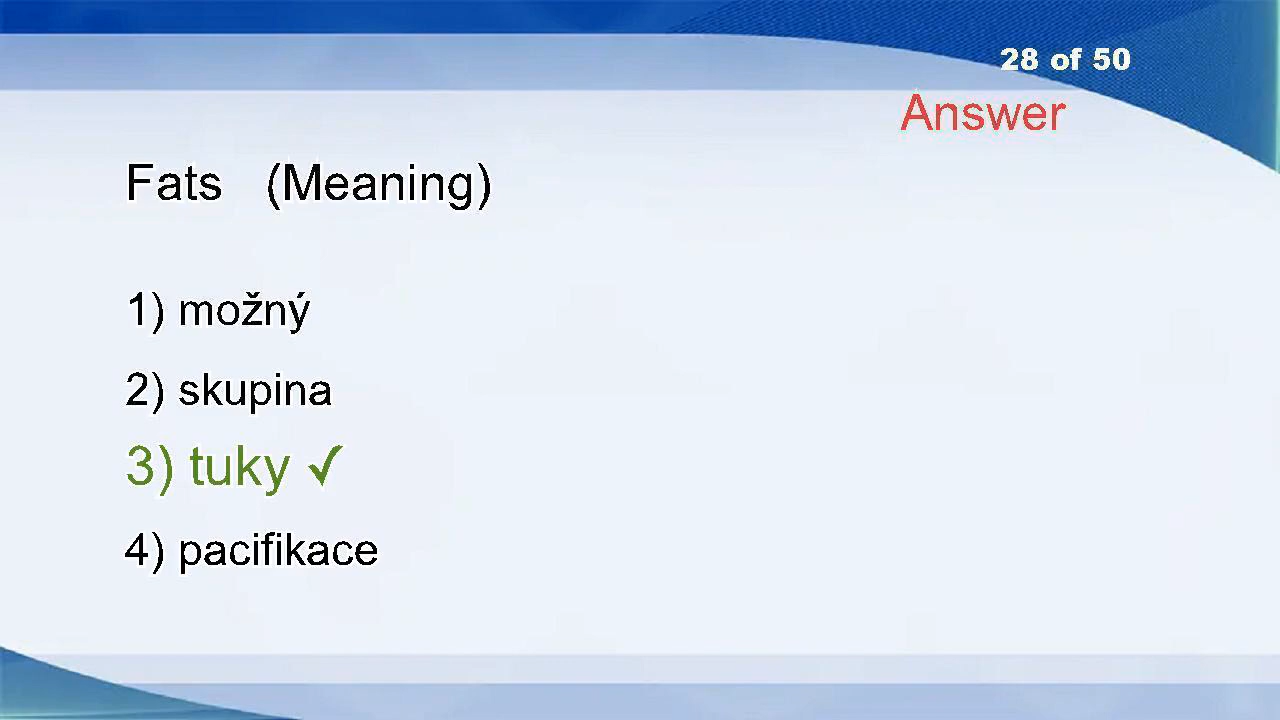 28 of 50
Answer
Fats (Meaning)
1) možný
2) skupina
3) tuky ✓
4) pacifikace